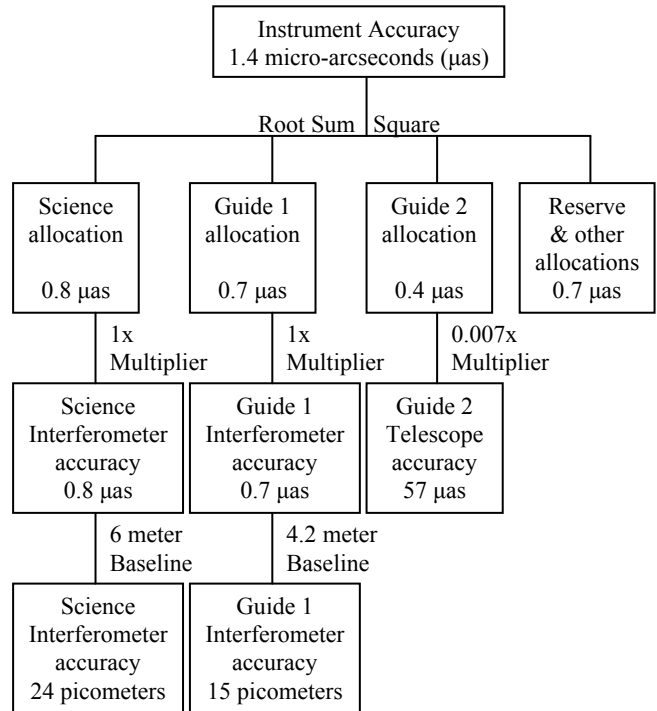 Instrument Accuracy
1.4 micro-arcseconds (μas)
Root Sum Square
Science
allocation
0.8 μas
Guide 1
allocation
0.7 μas
Guide 2
allocation
0.4 μas
Reserve
& other
allocations
0.7 μas
1x
Multiplier
1x
Multiplier
0.007x
Multiplier
Science
Interferometer
accuracy
0.8 μas
Guide 1
Interferometer
accuracy
0.7 μas
Guide 2
Telescope
accuracy
57 μas
6 meter
Baseline
4.2 meter
Baseline
Science
Interferometer
accuracy
24 picometers
Guide 1
Interferometer
accuracy
15 picometers